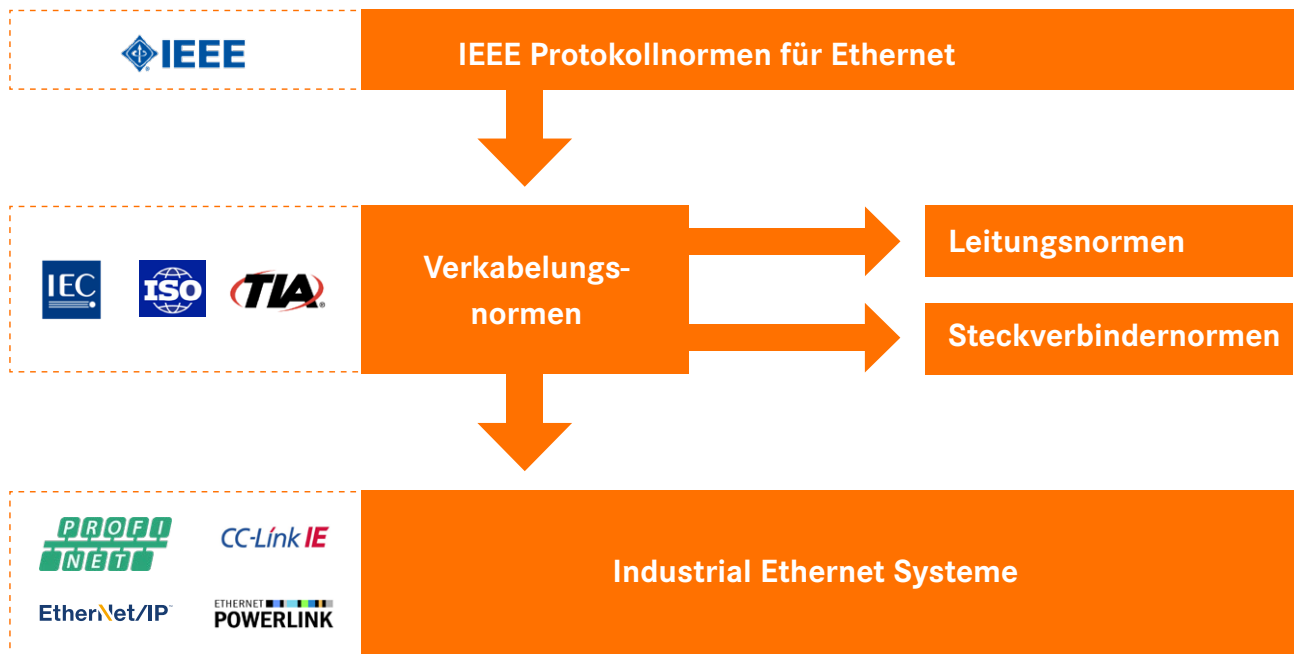 IEEE
IEEE Protokollnormen für Ethernet
IEC
ISO
TIA
Verkabelungs-
normen
Leitungsnormen
Steckverbindernormen
PROFI
NET
CC-Link IE
EtherNet/IP™
ETHERNET
POWERLINK
Industrial Ethernet Systeme